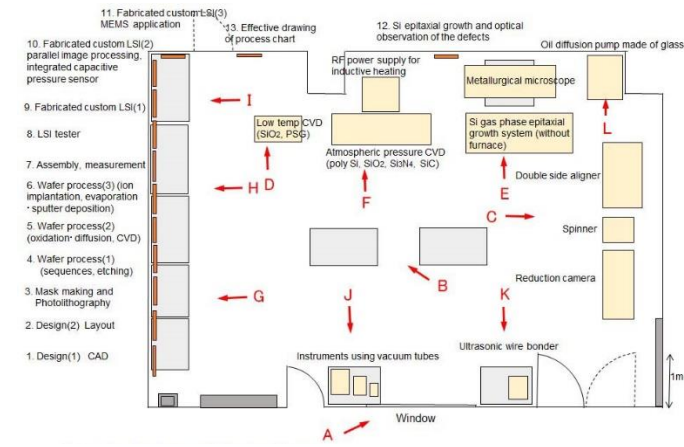 11. Fabricated custom LSI(3)
MEMS application
13. Effective drawing
of process chart
12. Si epitaxial growth and optical
observation of the defects
Oil diffusion pump made of glass
10. Fabricated custom LSI(2)
parallel image processing,
integrated capacitive
pressure sensor
RF power supply for
inductive heating
Metallurgical microscope
9. Fabricated custom LSI(1)
I
L
8. LSI tester
Low temp CVD
(SiO2, PSG)
Atmospheric pressure CVD
(poly Si, SiO2, Si3N4, SiC)
Si gas phase epitaxial
growth system (without
furnace)
7. Assembly, measurement
Double side aligner
6. Wafer process(3) (ion
implantation, evaporation
・sputter deposition)
H
D
F
E
C
5. Wafer process(2)
(oxidation・diffusion, CVD)
Spinner
4. Wafer process(1)
(sequences, etching)
B
Reduction camera
3. Mask making and
Photolithography
G
J
K
2. Design(2) Layout
1. Design(1) CAD
Instruments using vacuum tubes
Ultrasonic wire bonder
1m
Window
A